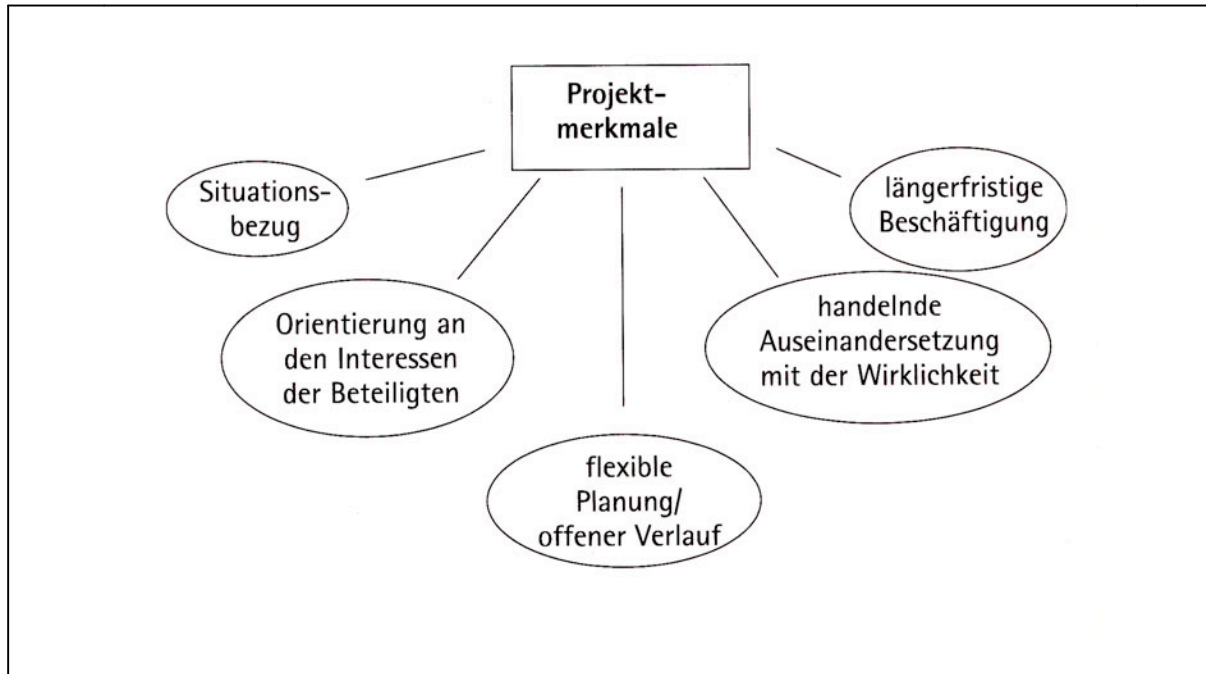 Projekt-
merkmale
Situations-
bezug
Orientierung an
den Interessen
der Beteiligten
flexible
Planung/
offener Verlauf
handelnde
Auseinandersetzung
mit der Wirklichkeit
längerfristige
Beschäftigung